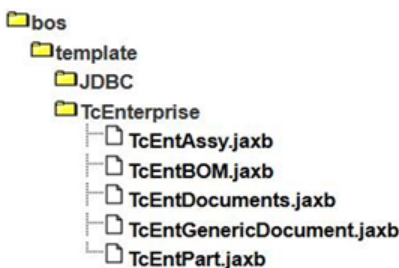 bos
template
JDBC
TcEnterprise
TcEntAssy.jaxb
TcEntBOM.jaxb
TcEntDocuments.jaxb
TcEntGenericDocument.jaxb
TcEntPart.jaxb